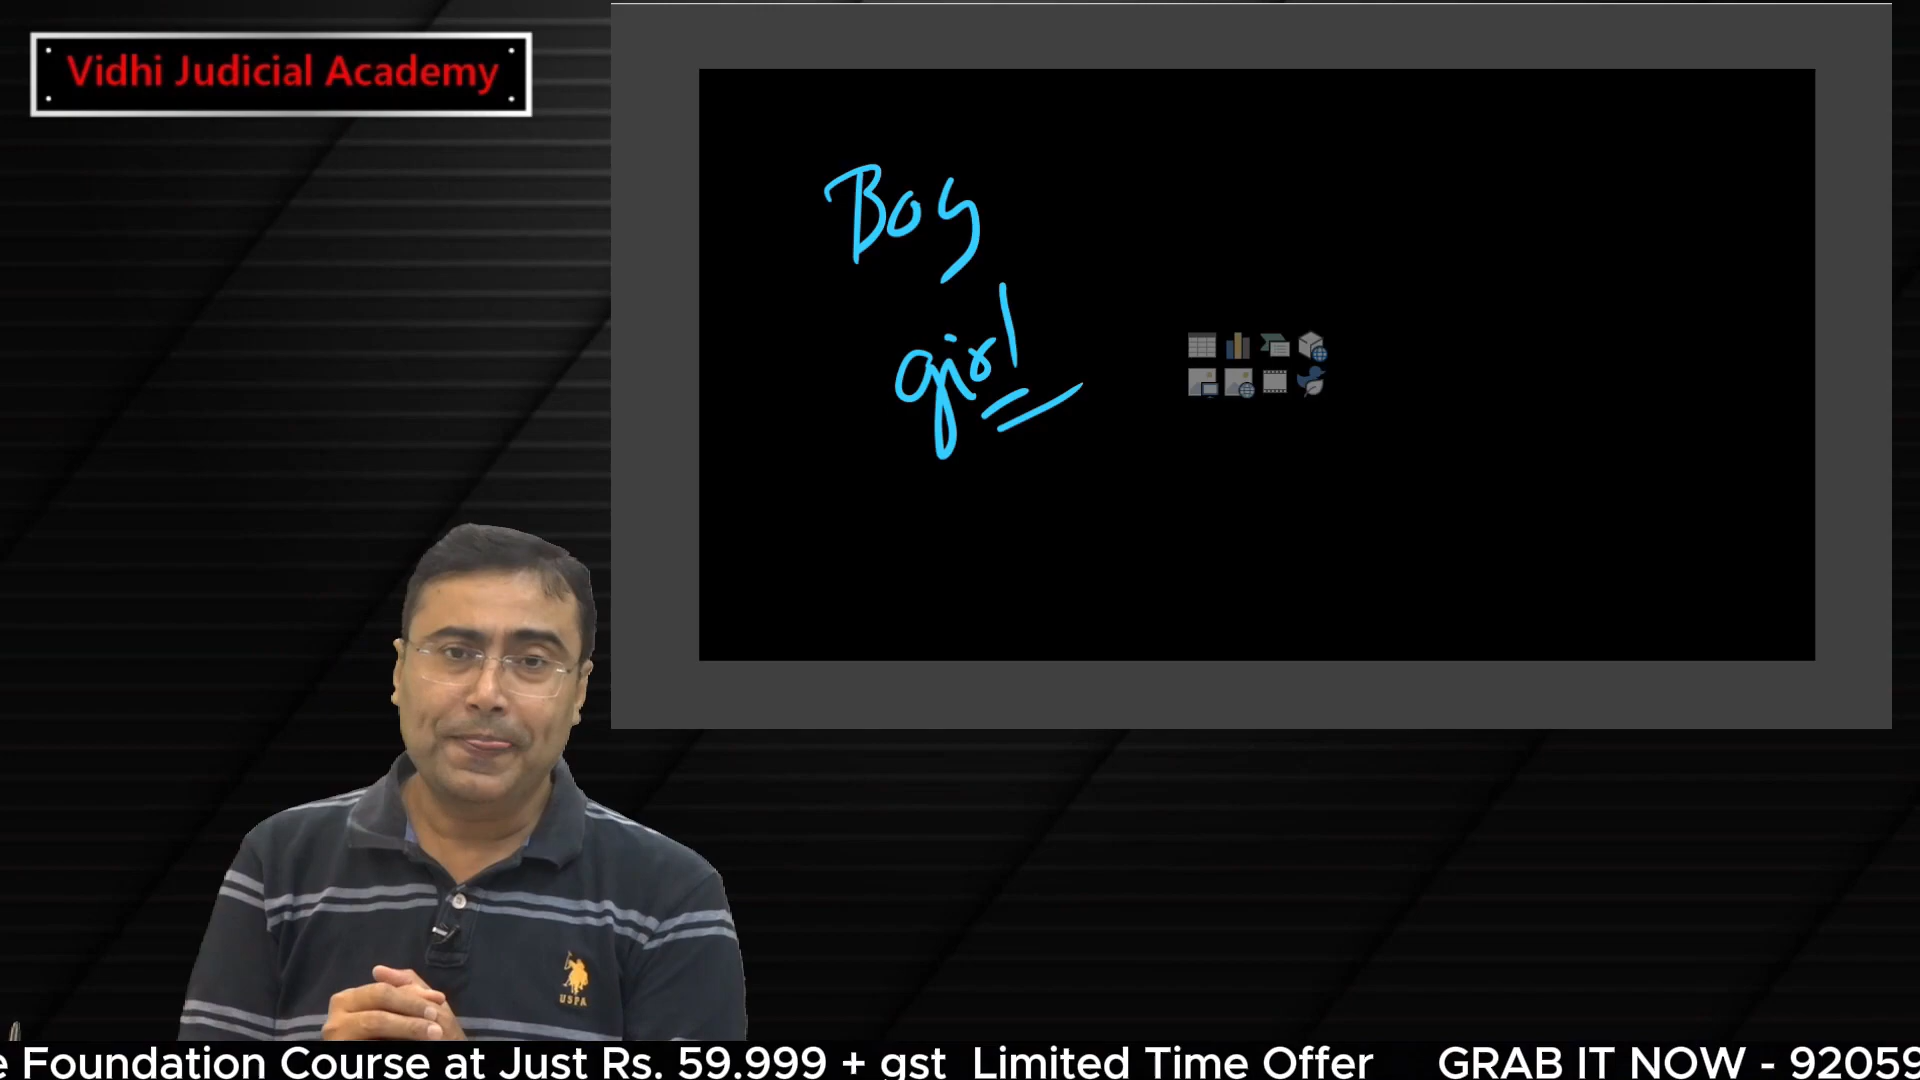 Vidhi Judicial Academy
Boy
girl
USPA
e Foundation Course at Just Rs. 59.999 + gst Limited Time Offer GRAB IT NOW - 92059